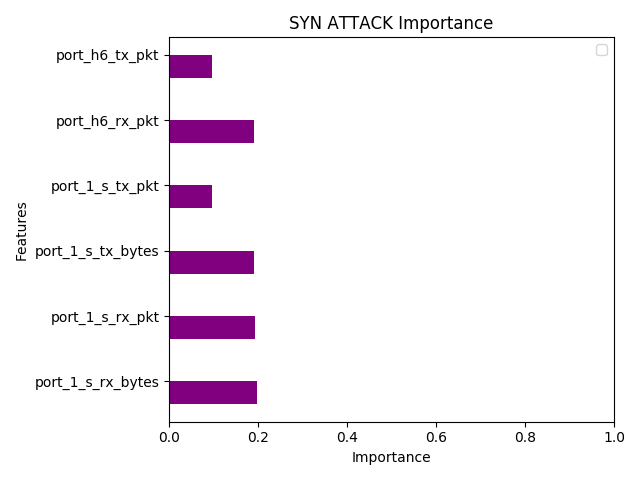 SYN ATTACK Importance
port_h6_tx_pkt
port_h6_rx_pkt
port_1_s_tx_pkt
port_1_s_tx_bytes
port_1_s_rx_pkt
port_1_s_rx_bytes
Features
0.0 0.2 0.4 0.6 0.8 1.0
Importance